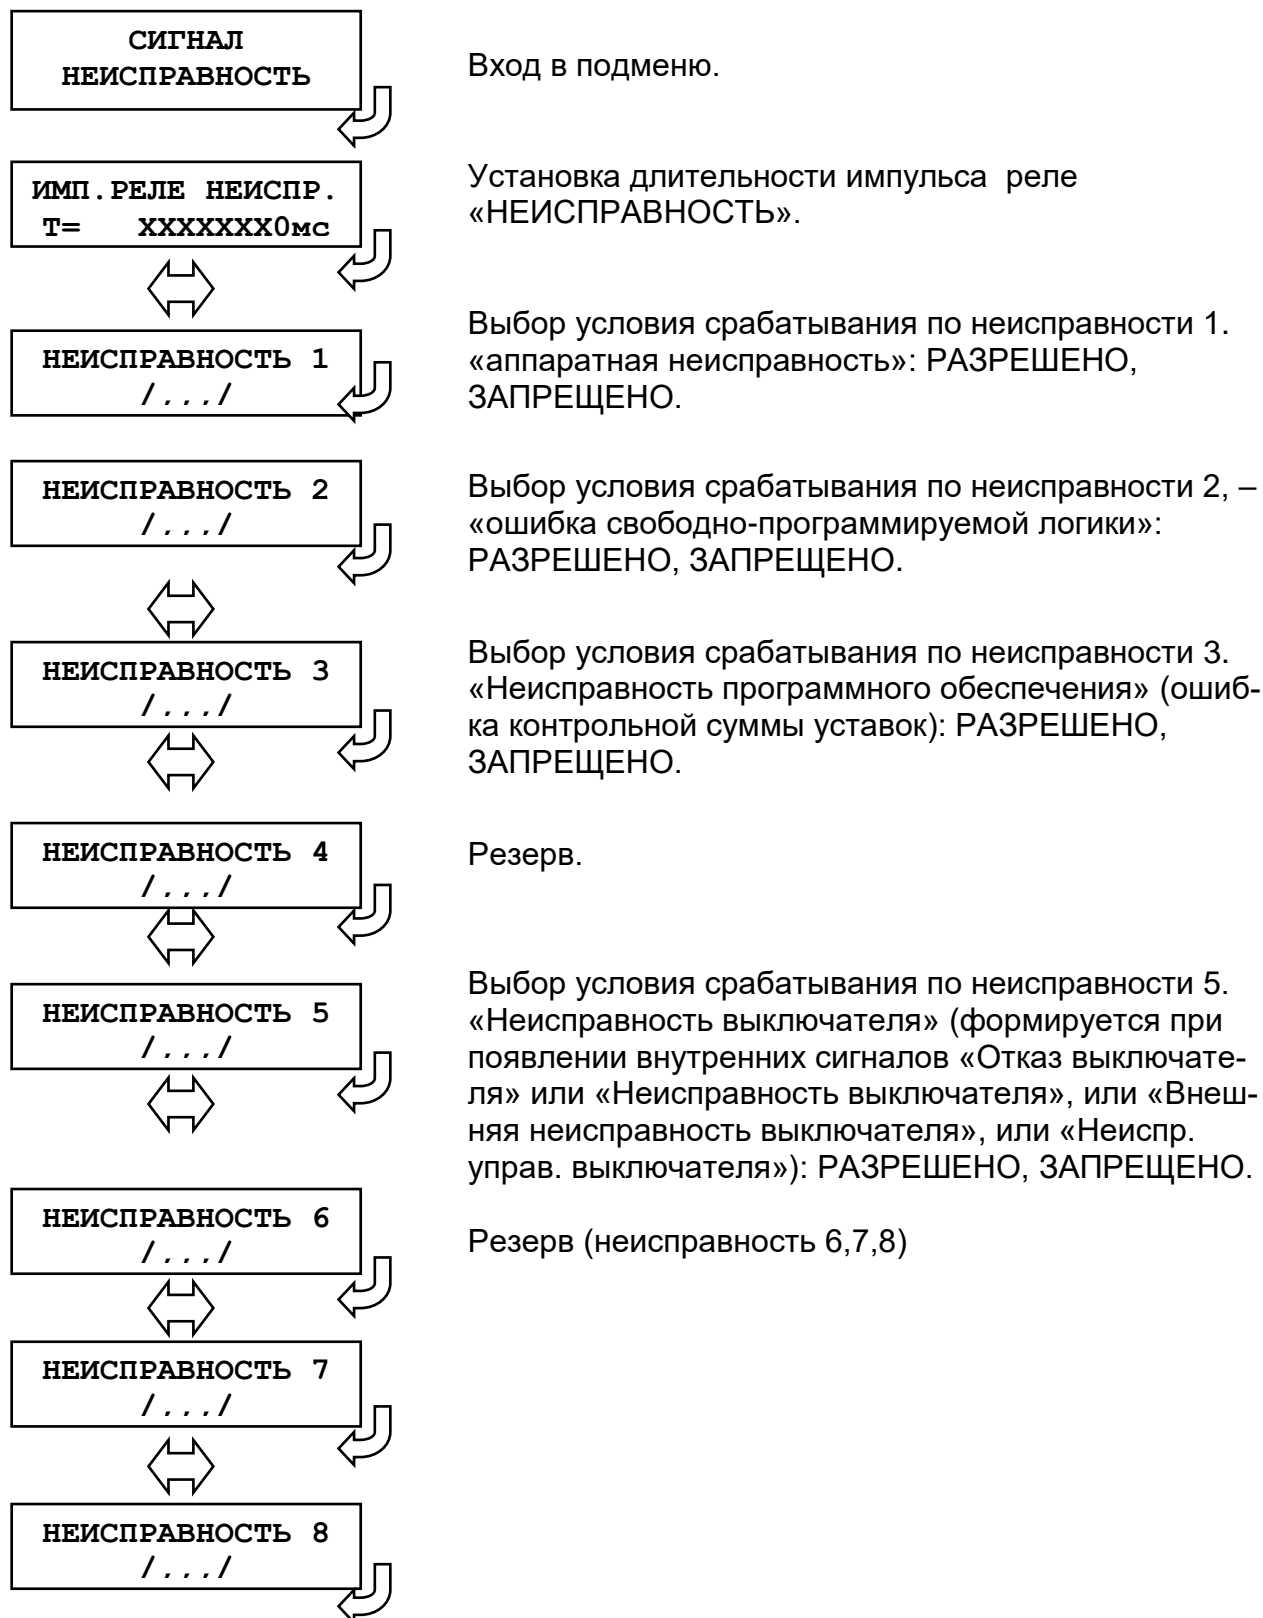 СИГНАЛ
НЕИСПРАВНОСТЬ
Вход в подменю.
ИМП.РЕЛЕ НЕИСПР.
Т= XXXXXXX0мс
Установка длительности импульса реле
«НЕИСПРАВНОСТЬ».
НЕИСПРАВНОСТЬ 1
/.../
Выбор условия срабатывания по неисправности 1.
«аппаратная неисправность»: РАЗРЕШЕНО,
ЗАПРЕЩЕНО.
НЕИСПРАВНОСТЬ 2
/.../
Выбор условия срабатывания по неисправности 2, –
«ошибка свободно-программируемой логики»:
РАЗРЕШЕНО, ЗАПРЕЩЕНО.
НЕИСПРАВНОСТЬ 3
/.../
Выбор условия срабатывания по неисправности 3.
«Неисправность программного обеспечения» (ошиб-
ка контрольной суммы уставок): РАЗРЕШЕНО,
ЗАПРЕЩЕНО.
НЕИСПРАВНОСТЬ 4
/.../
Резерв.
НЕИСПРАВНОСТЬ 5
/.../
Выбор условия срабатывания по неисправности 5.
«Неисправность выключателя» (формируется при
появлении внутренних сигналов «Отказ выключате-
ля» или «Неисправность выключателя», или «Внеш-
няя неисправность выключателя», или «Неиспр.
управ. выключателя»): РАЗРЕШЕНО, ЗАПРЕЩЕНО.
НЕИСПРАВНОСТЬ 6
/.../
Резерв (неисправность 6,7,8)
НЕИСПРАВНОСТЬ 7
/.../
НЕИСПРАВНОСТЬ 8
/.../